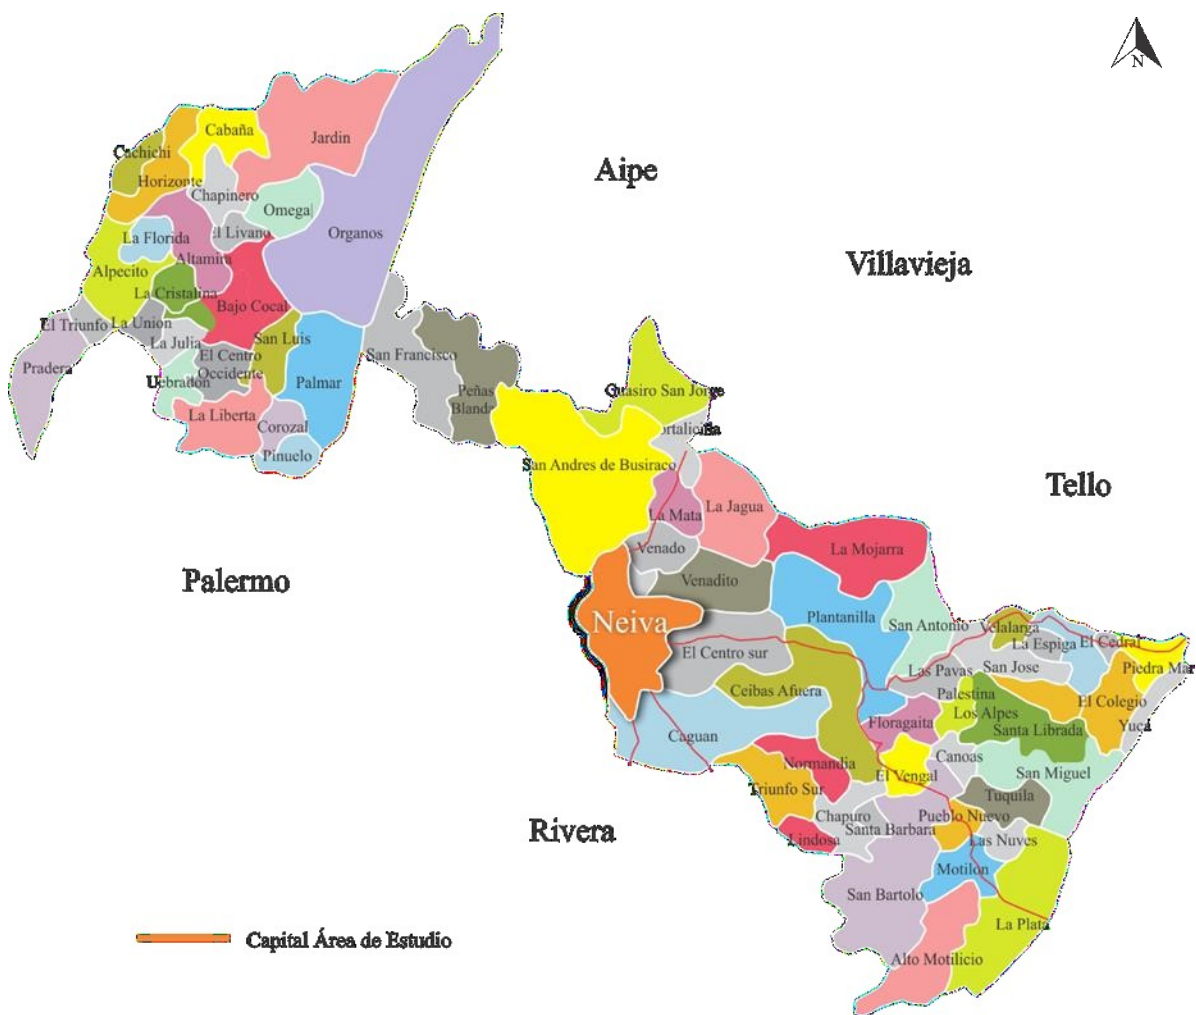 N
Cabaña
Jardin
Cachichi
Aipe
Horizonte
Chapinero
Omega
La Florida
El Livano
Organos
Altamira
Villavieja
Alpecito
La Cristalina
Bajo Cocal
El Triunfo
La Union
La Julia
San Luis
San Francisco
El Centro
Occidente
Pradera
Uebradon
Palmar
Peñas
Blanda
Guasiro San Jorge
La Liberta
Corozal
Pinuelo
San Andres de Busiraco
Tello
La Jagua
La Mata
Venado
La Mojarra
Palermo
Venadito
Neiva
Plantanilla
San Antonio
Velalarga
La Espiga
El Cedral
El Centro sur
Las Pavas
San Jose
Piedra Mar
Ceibas Afuera
Palestina
El Colegio
Los Alpes
Yuca
Floragaita
Santa Librada
Caguan
Canoas
Normandia
El Vengal
San Miguel
Triunfo Sur
Tuquila
Chapuro
Pueblo Nuevo
Rivera
Santa Barbara
Lindosa
Las Nuves
Motilon
San Bartolo
La Plata
Capital Área de Estudio
Alto Motilicio